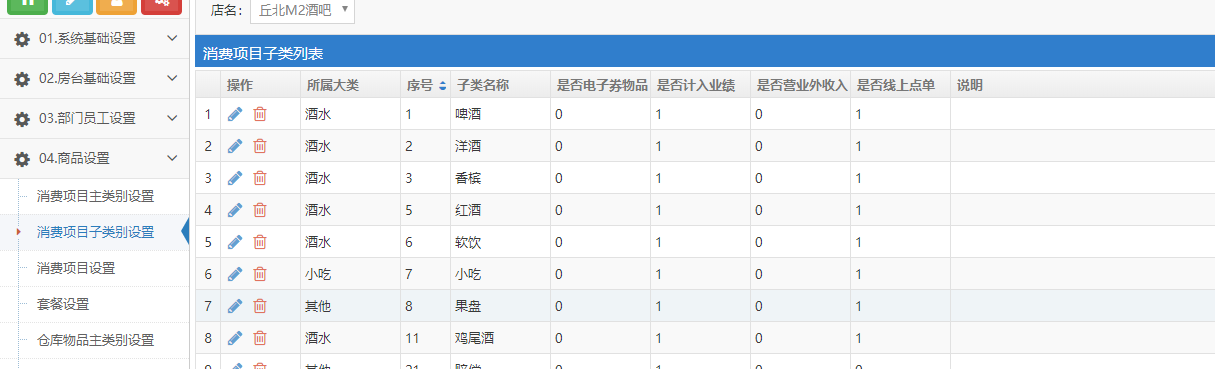 店名： 丘北M2酒吧
01.系统基础设置
02.房台基础设置
03.部门员工设置
04.商品设置
消费项目主类别设置
消费项目子类别设置
消费项目设置
套餐设置
仓库物品主类别设置
消费项目子类列表
操作 所属大类 序号 子类名称 是否电子券物品 是否计入业绩 是否营业外收入 是否线上点单 说明
1 酒水 1 啤酒 0 1 0 1
2 酒水 2 洋酒 0 1 0 1
3 酒水 3 香槟 0 1 0 1
4 酒水 5 红酒 0 1 0 1
5 酒水 6 软饮 0 1 0 1
6 小吃 7 小吃 0 1 0 1
7 其他 8 果盘 0 1 0 1
8 酒水 11 鸡尾酒 0 1 0 1
9 其他 21 赔偿 0 1 0 0